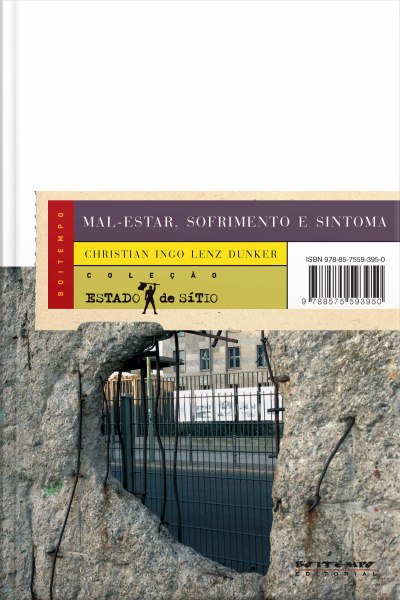 BOITEMPO
MAL-ESTAR, SOFRIMENTO E SINTOMA
CHRISTIAN INGO LENZ DUNKER
COLEÇÃO
ESTADO de SÍTIO
ISBN 978-85-7559-395-0
9 788575 593950
BOITEMPO
EDITORIAL